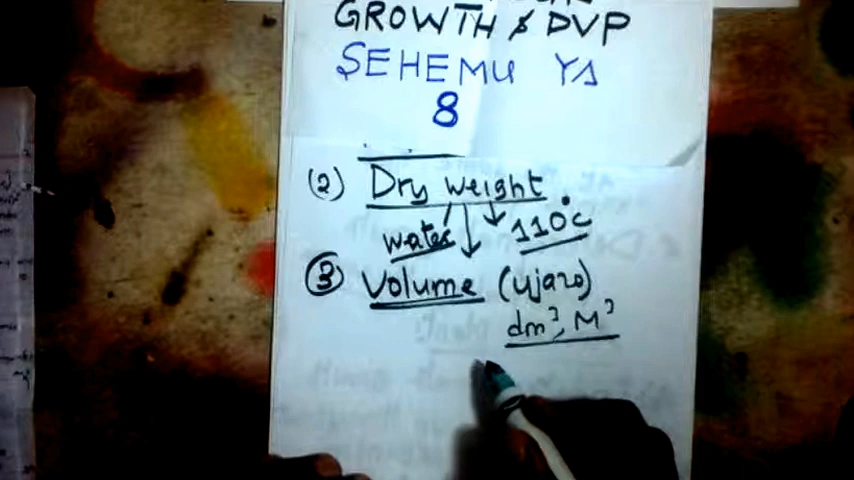 GROWTH & DVP
SEHEMU YA
8
(2) Dry weight
water 110°c
(3) Volume (ujazo)
dm³, M³